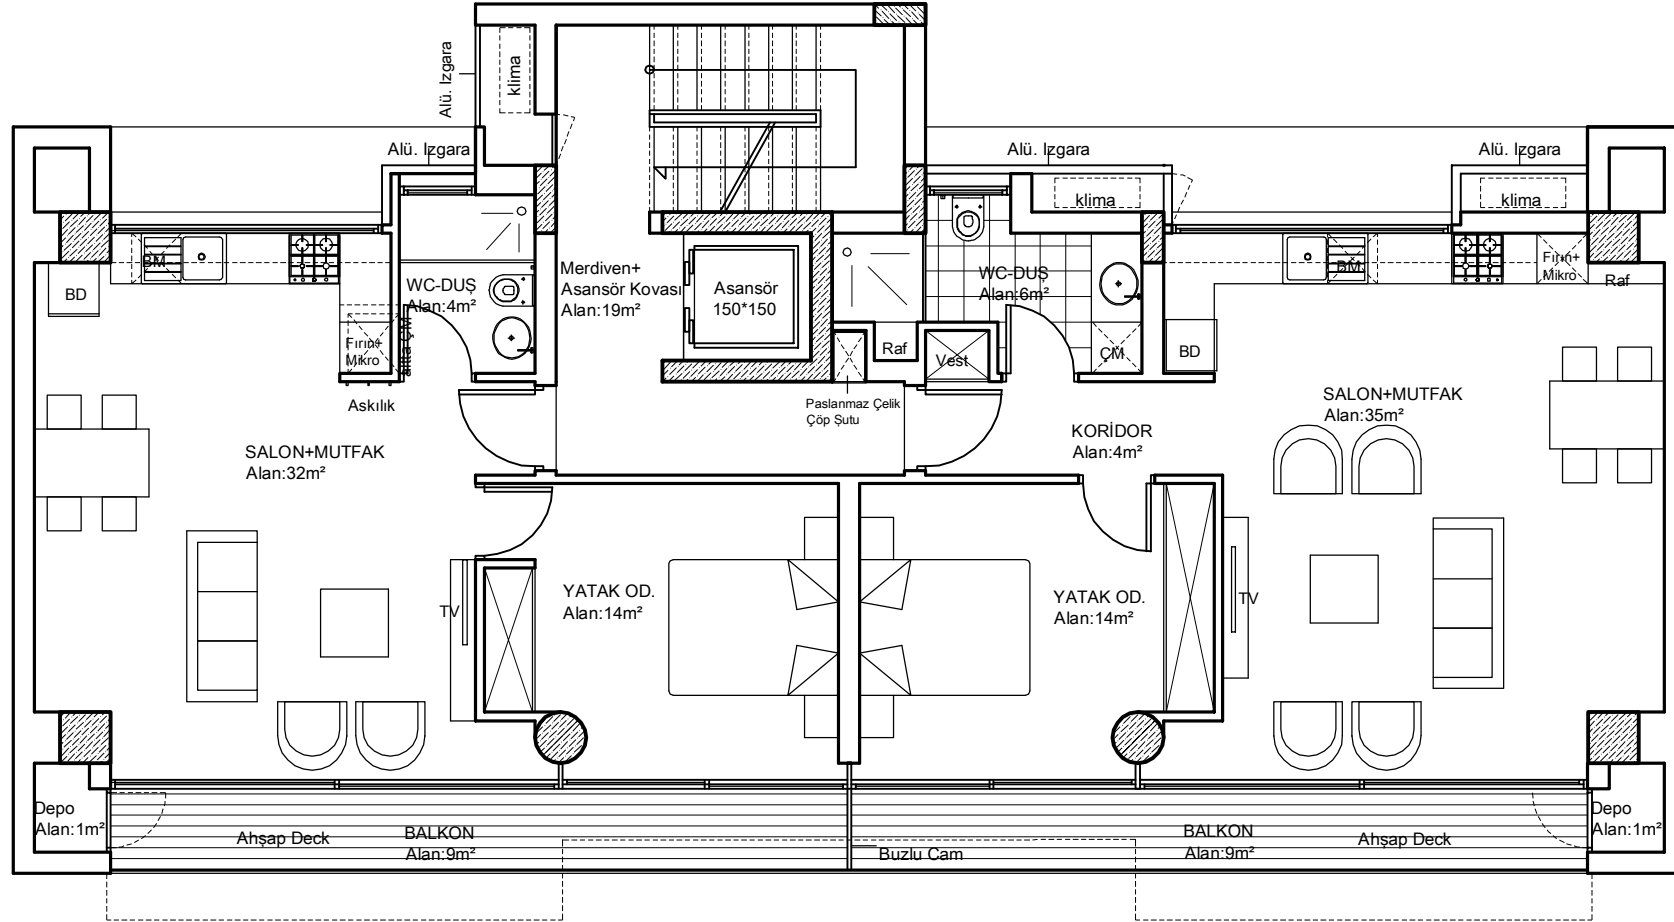 Alü. Izgara
klima
Alü. Izgara
Alü. Izgara
Alü. Izgara
klima
klima
BM
BD
WC-DUŞ
Alan:4m²
Fırın+
Mikro
altta ÇM
Askılık
Merdiven+
Asansör Kovası
Alan:19m²
Asansör
150*150
WC-DUŞ
Alan:6m²
Raf
Vest
ÇM
BD
BM
Fırın+
Mikro
Raf
Paslanmaz Çelik
Çöp Şutu
SALON+MUTFAK
Alan:32m²
KORİDOR
Alan:4m²
SALON+MUTFAK
Alan:35m²
TV
YATAK OD.
Alan:14m²
YATAK OD.
Alan:14m²
TV
Depo
Alan:1m²
Ahşap Deck
BALKON
Alan:9m²
Buzlu Cam
BALKON
Alan:9m²
Ahşap Deck
Depo
Alan:1m²